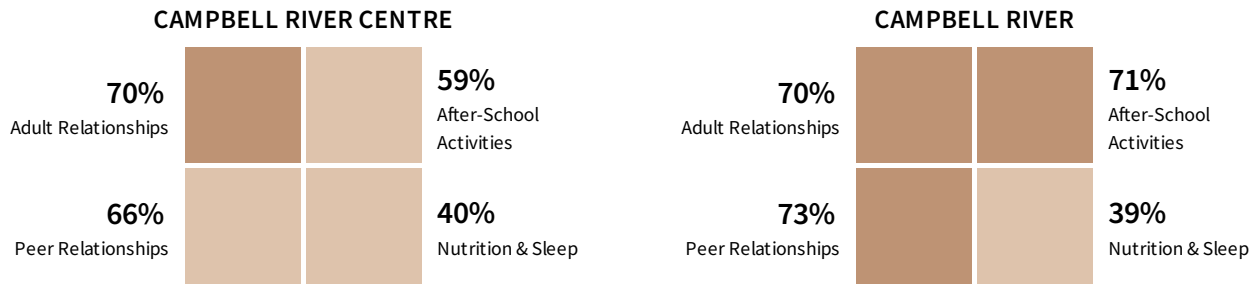 CAMPBELL RIVER CENTRE
70%
Adult Relationships
59%
After-School
Activities
66%
Peer Relationships
40%
Nutrition & Sleep
CAMPBELL RIVER
70%
Adult Relationships
71%
After-School
Activities
73%
Peer Relationships
39%
Nutrition & Sleep